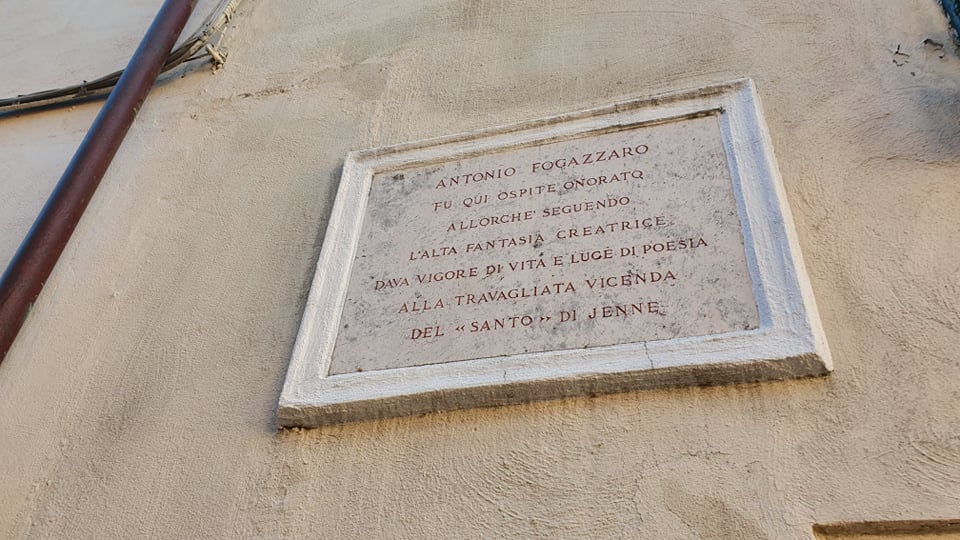 ANTONIO FOGAZZARO
FU QUI OSPITE ONORATO
ALLORCHE' SEGUENDO
L'ALTA FANTASIA CREATRICE
DAVA VIGORE DI VITA E LUCE DI POESIA
ALLA TRAVAGLIATA VICENDA
DEL «SANTO» DI JENNE